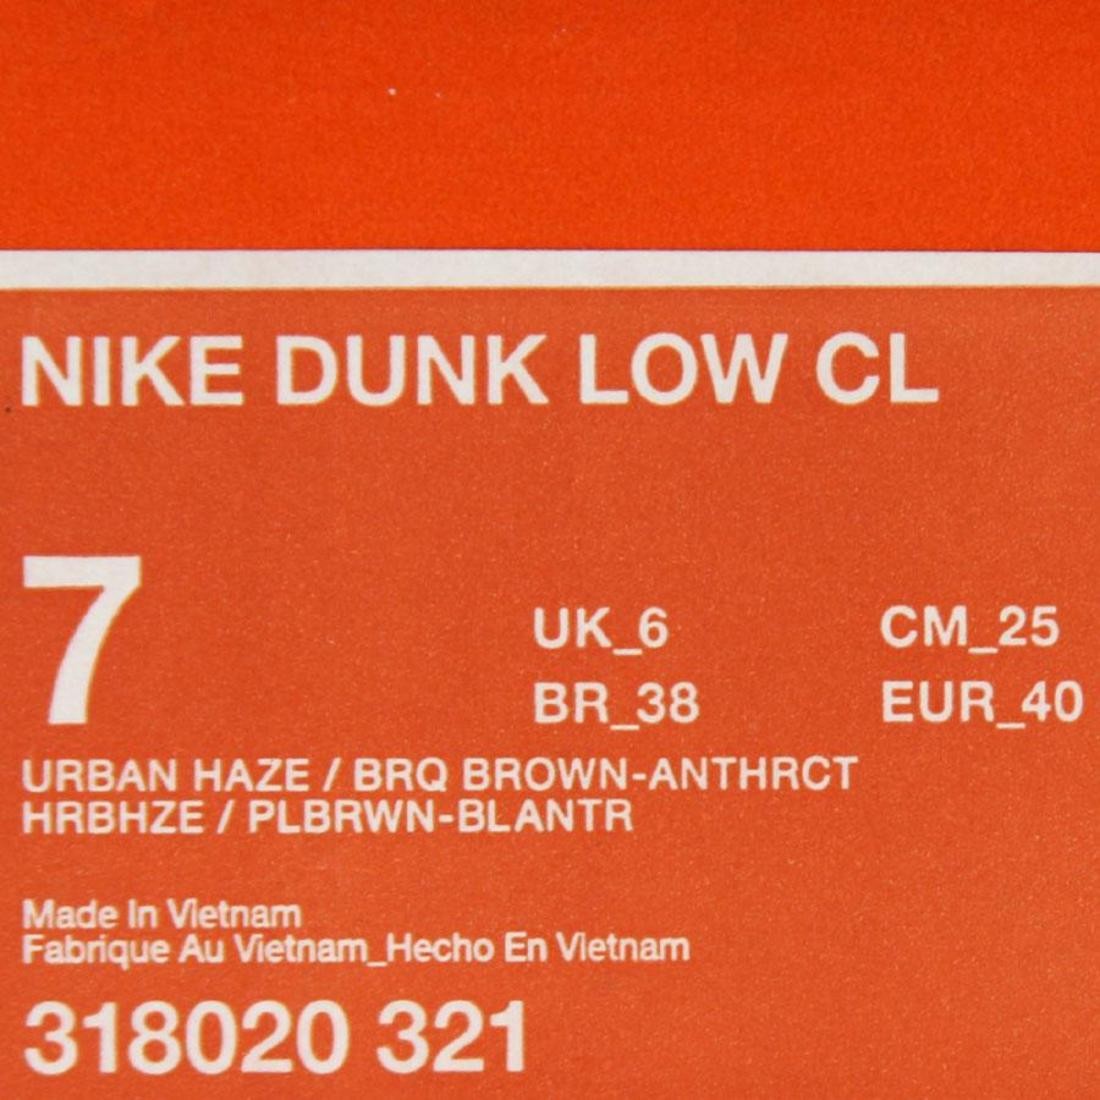 NIKE DUNK LOW CL
7
UK_6 CM_25
BR_38 EUR_40
URBAN HAZE / BRQ BROWN-ANTHRCT
HRBHZE / PLBRWN-BLANTR
Made In Vietnam
Fabrique Au Vietnam_Hecho En Vietnam
318020 321